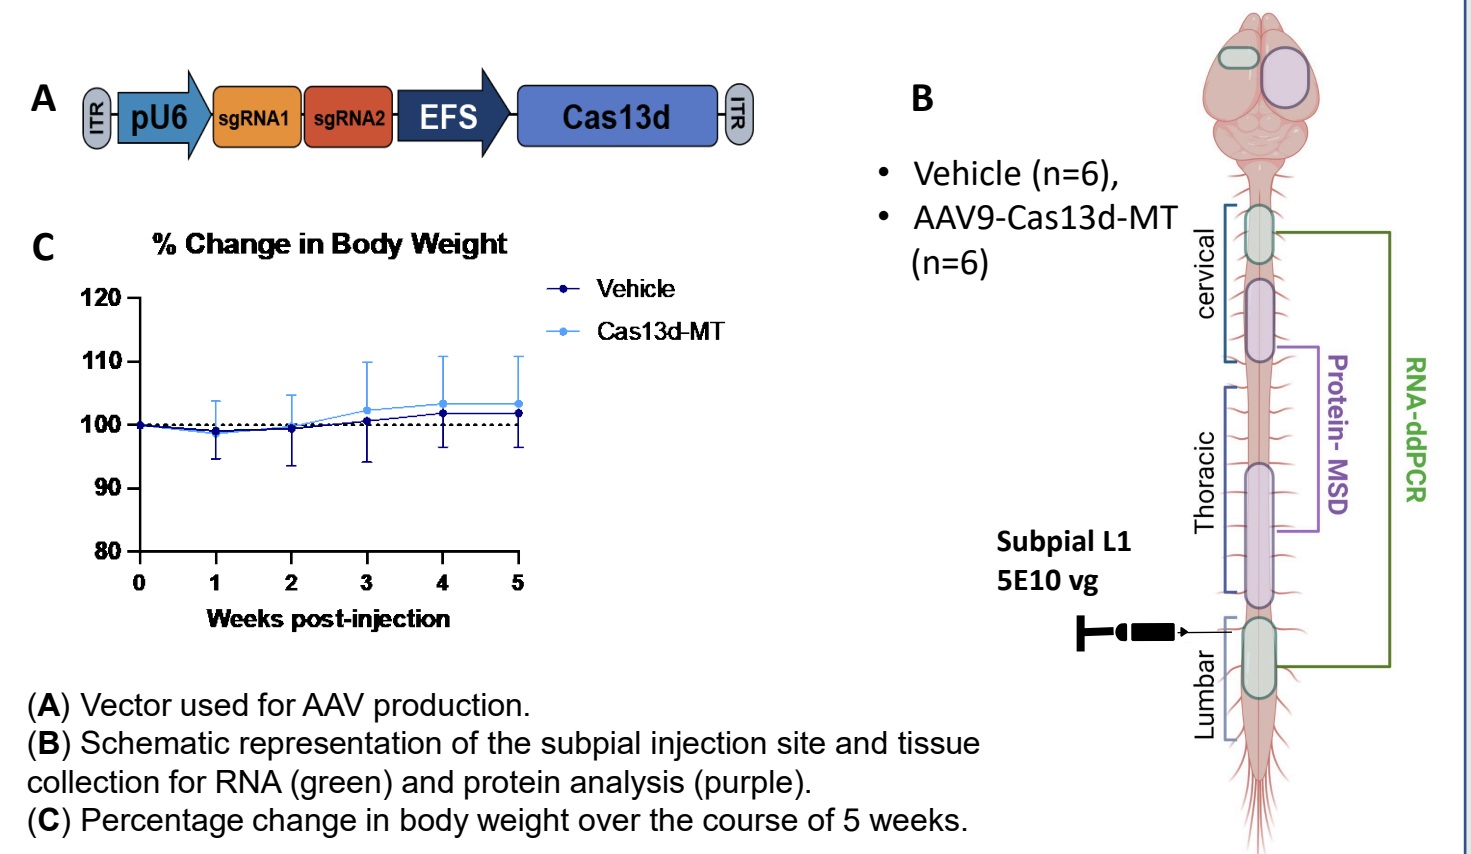 A
ITR
pU6
sgRNA1
sgRNA2
EFS
Cas13d
ITR
B
• Vehicle (n=6),
• AAV9-Cas13d-MT
(n=6)
C
% Change in Body Weight
Vehicle
Cas13d-MT
120
110
100
90
80
0 1 2 3 4 5
Weeks post-injection
cervical
Thoracic
Lumbar
Protein- MSD
RNA-ddPCR
Subpial L1
5E10 vg
(A) Vector used for AAV production.
(B) Schematic representation of the subpial injection site and tissue
collection for RNA (green) and protein analysis (purple).
(C) Percentage change in body weight over the course of 5 weeks.